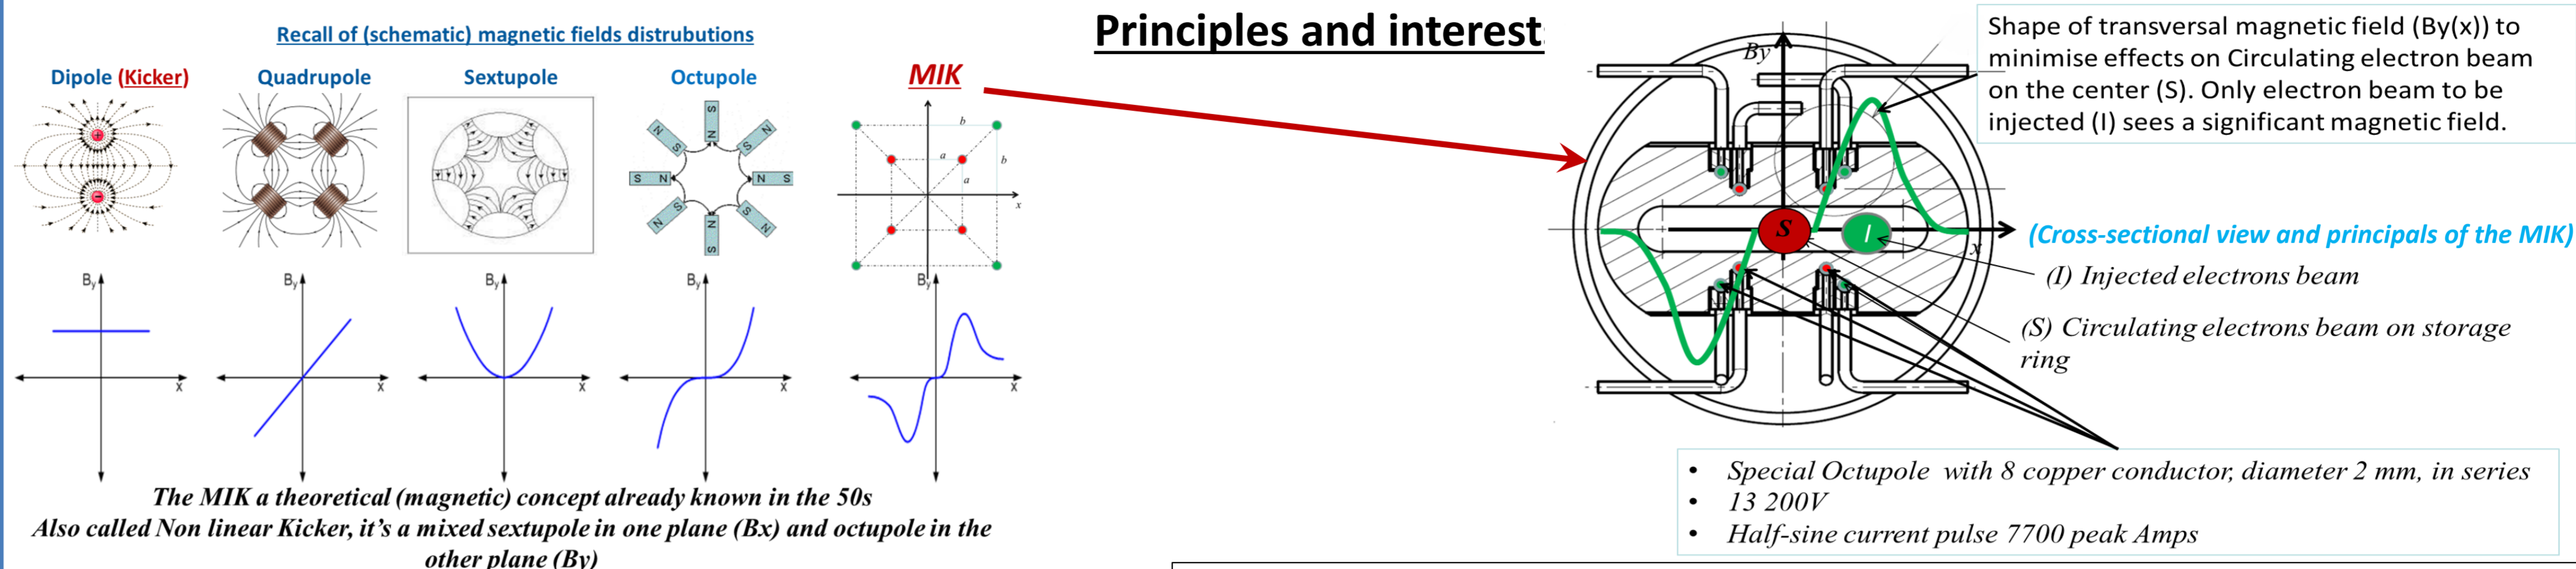 Principles and interest
Recall of (schematic) magnetic fields distrubutions
Dipole (Kicker)
Quadrupole
Sextupole
Octupole
MIK
+
−
N S
N S
S N
S N
S N
N S
S N
N S
b
a
b
a
x
By
x
By
x
By
x
By
x
By
x
The MIK a theoretical (magnetic) concept already known in the 50s
Also called Non linear Kicker, it's a mixed sextupole in one plane (Bx) and octupole in the
other plane (By)
By
S
I
x
Shape of transversal magnetic field (By(x)) to
minimise effects on Circulating electron beam
on the center (S). Only electron beam to be
injected (I) sees a significant magnetic field.
(Cross-sectional view and principals of the MIK)
(I) Injected electrons beam
(S) Circulating electrons beam on storage
ring
• Special Octupole with 8 copper conductor, diameter 2 mm, in series
• 13 200V
• Half-sine current pulse 7700 peak Amps